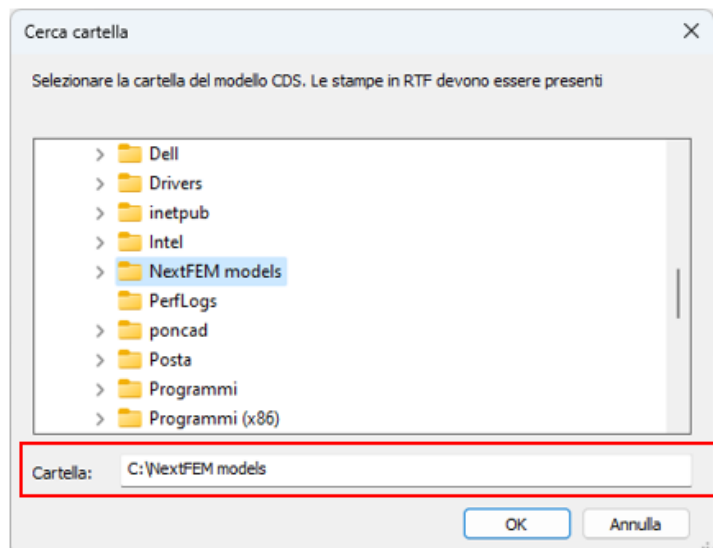 Cerca cartella
Selezionare la cartella del modello CDS. Le stampe in RTF devono essere presenti
Dell
Drivers
inetpub
Intel
NextFEM models
PerfLogs
poncad
Posta
Programmi
Programmi (x86)
Cartella: C:\NextFEM models
OK Annulla